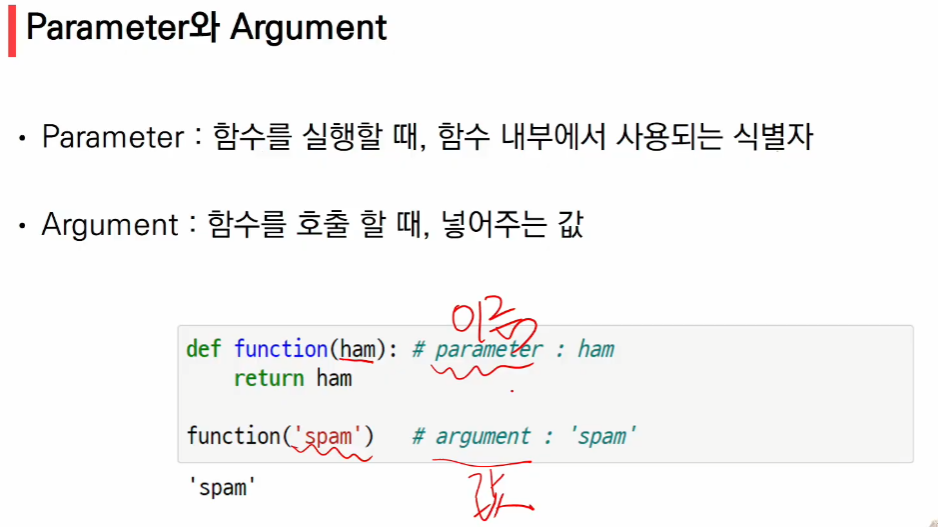 Parameter와 Argument
• Parameter : 함수를 실행할 때, 함수 내부에서 사용되는 식별자
• Argument : 함수를 호출 할 때, 넣어주는 값
이름
def function(ham): # parameter : ham
return ham
function('spam') # argument : 'spam'
값
'spam'